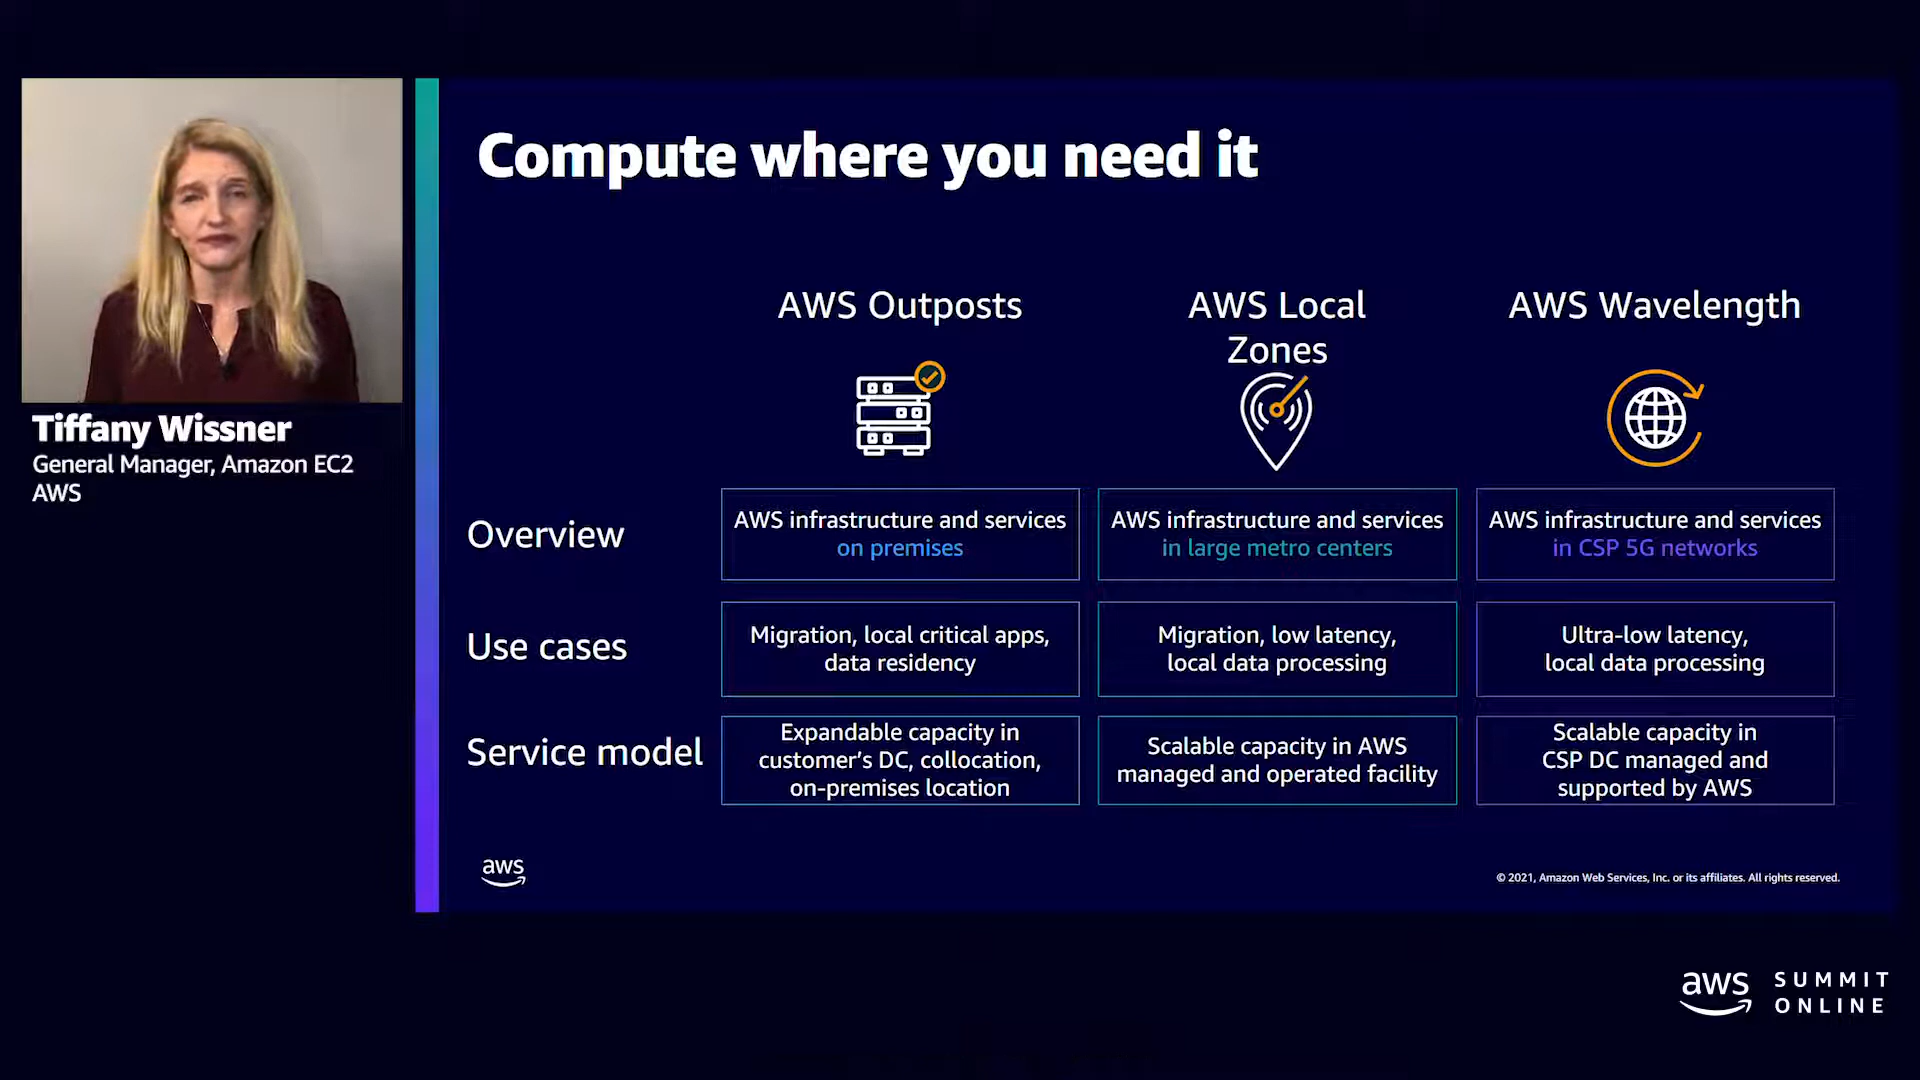 Compute where you need it
Tiffany Wissner
General Manager, Amazon EC2
AWS
AWS Outposts
AWS Local
Zones
AWS Wavelength
Overview
AWS infrastructure and services
on premises
AWS infrastructure and services
in large metro centers
AWS infrastructure and services
in CSP 5G networks
Use cases
Migration, local critical apps,
data residency
Migration, low latency,
local data processing
Ultra-low latency,
local data processing
Service model
Expandable capacity in
customer's DC, collocation,
on-premises location
Scalable capacity in AWS
managed and operated facility
Scalable capacity in
CSP DC managed and
supported by AWS
aws
© 2021, Amazon Web Services, Inc. or its affiliates. All rights reserved.
aws
SUMMIT
ONLINE